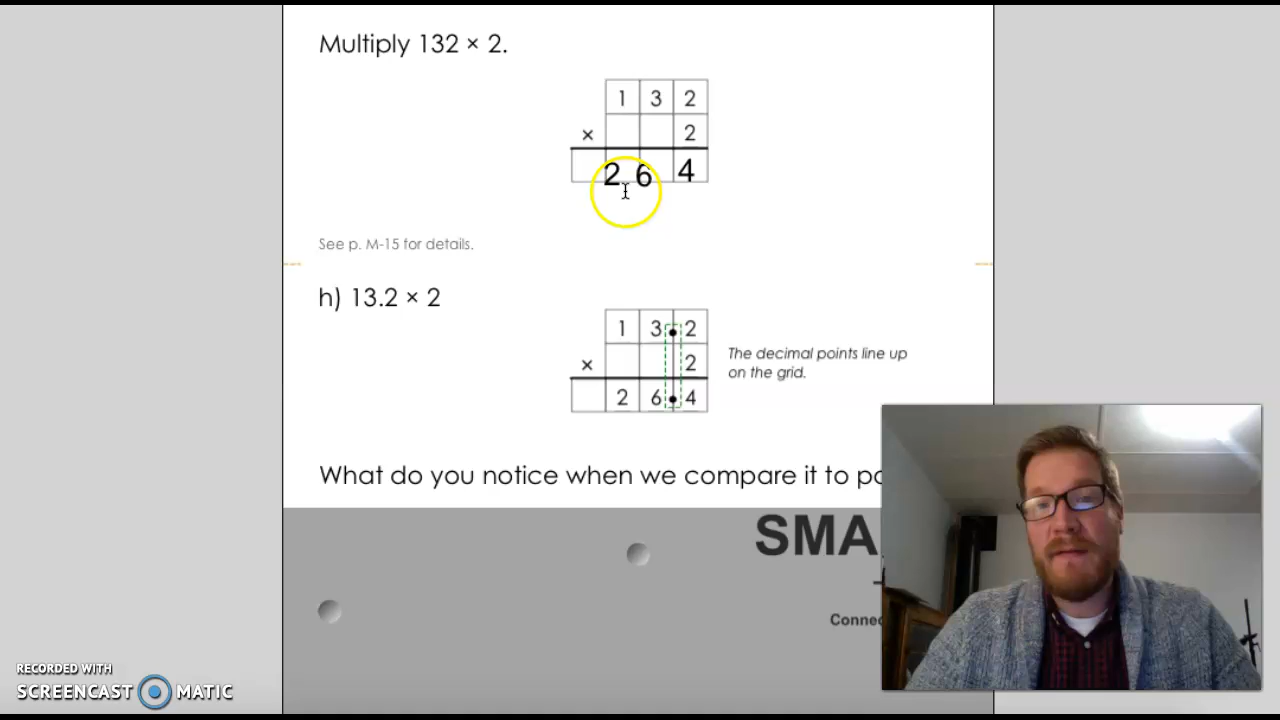 Multiply 132 × 2.
1 3 2
× 2
2 6 4
See p. M-15 for details.
h) 13.2 × 2
1 3 . 2
× 2
2 6 . 4
The decimal points line up
on the grid.
What do you notice when we compare it to
SMA
Connec
RECORDED WITH
SCREENCAST MATIC